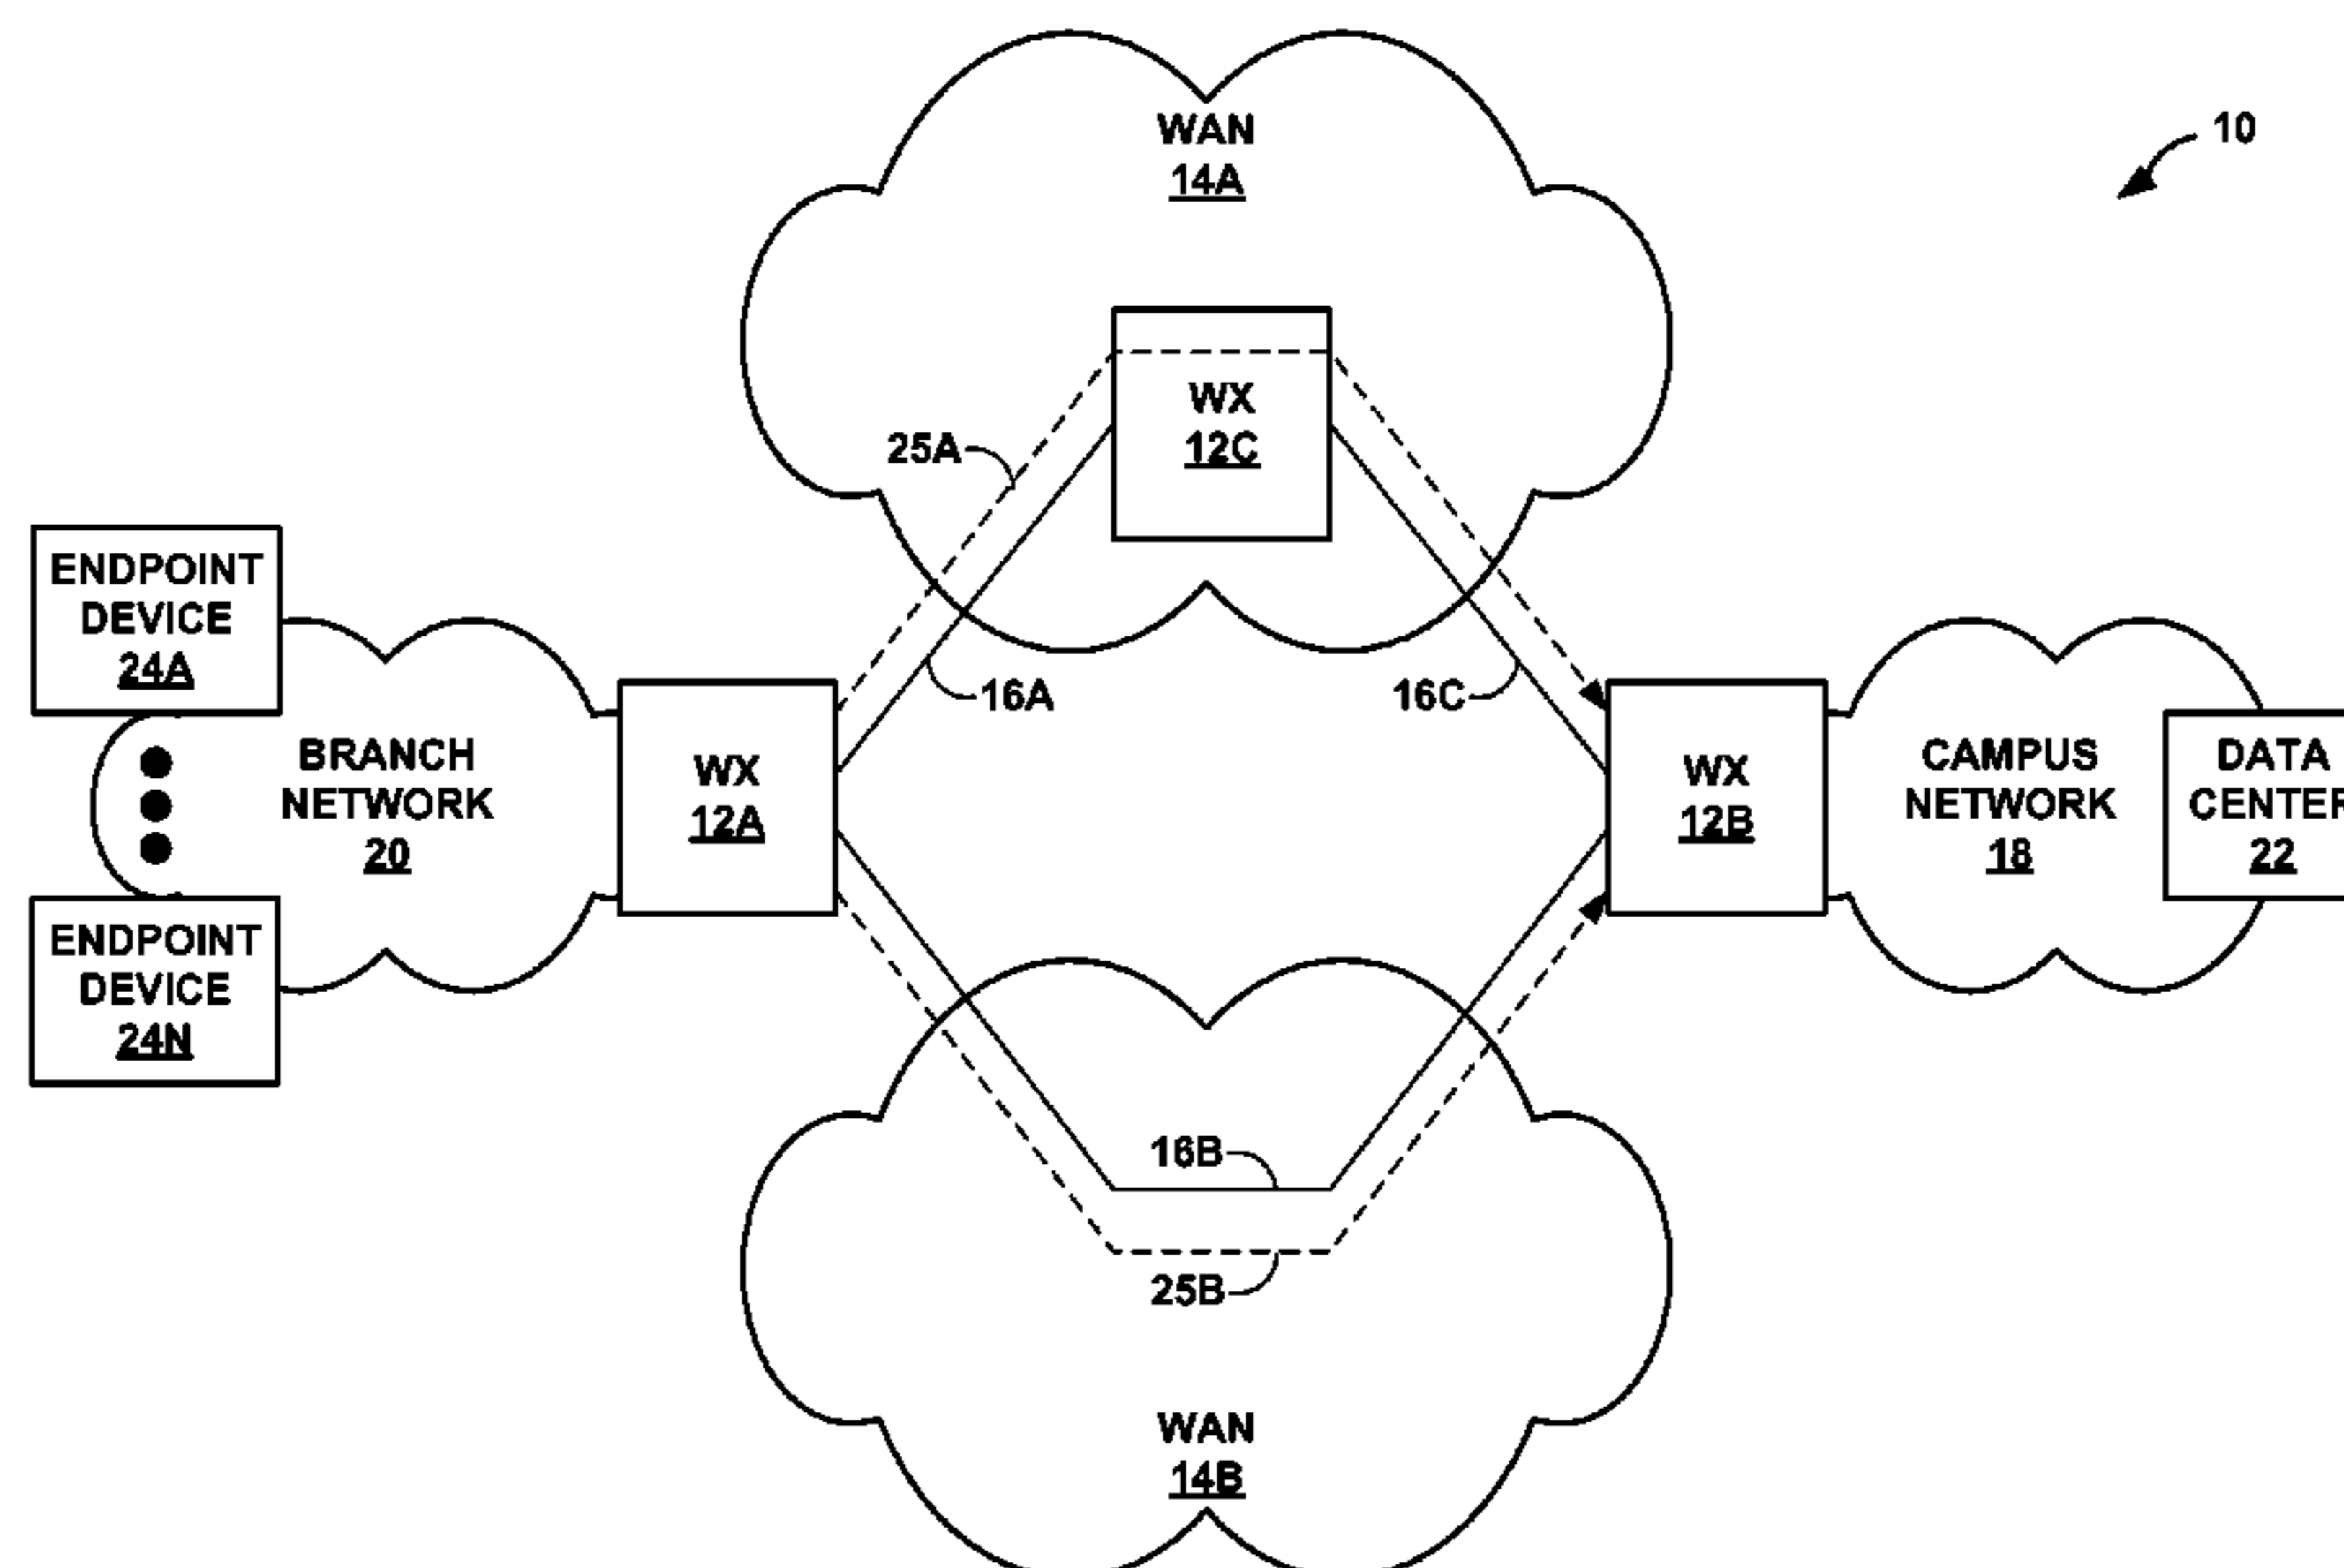 WAN
14A
10
WX
12C
25A
ENDPOINT
DEVICE
24A
16A
16C
BRANCH
NETWORK
20
WX
12A
WX
12B
CAMPUS
NETWORK
18
DATA
CENTER
22
ENDPOINT
DEVICE
24N
16B
25B
WAN
14B